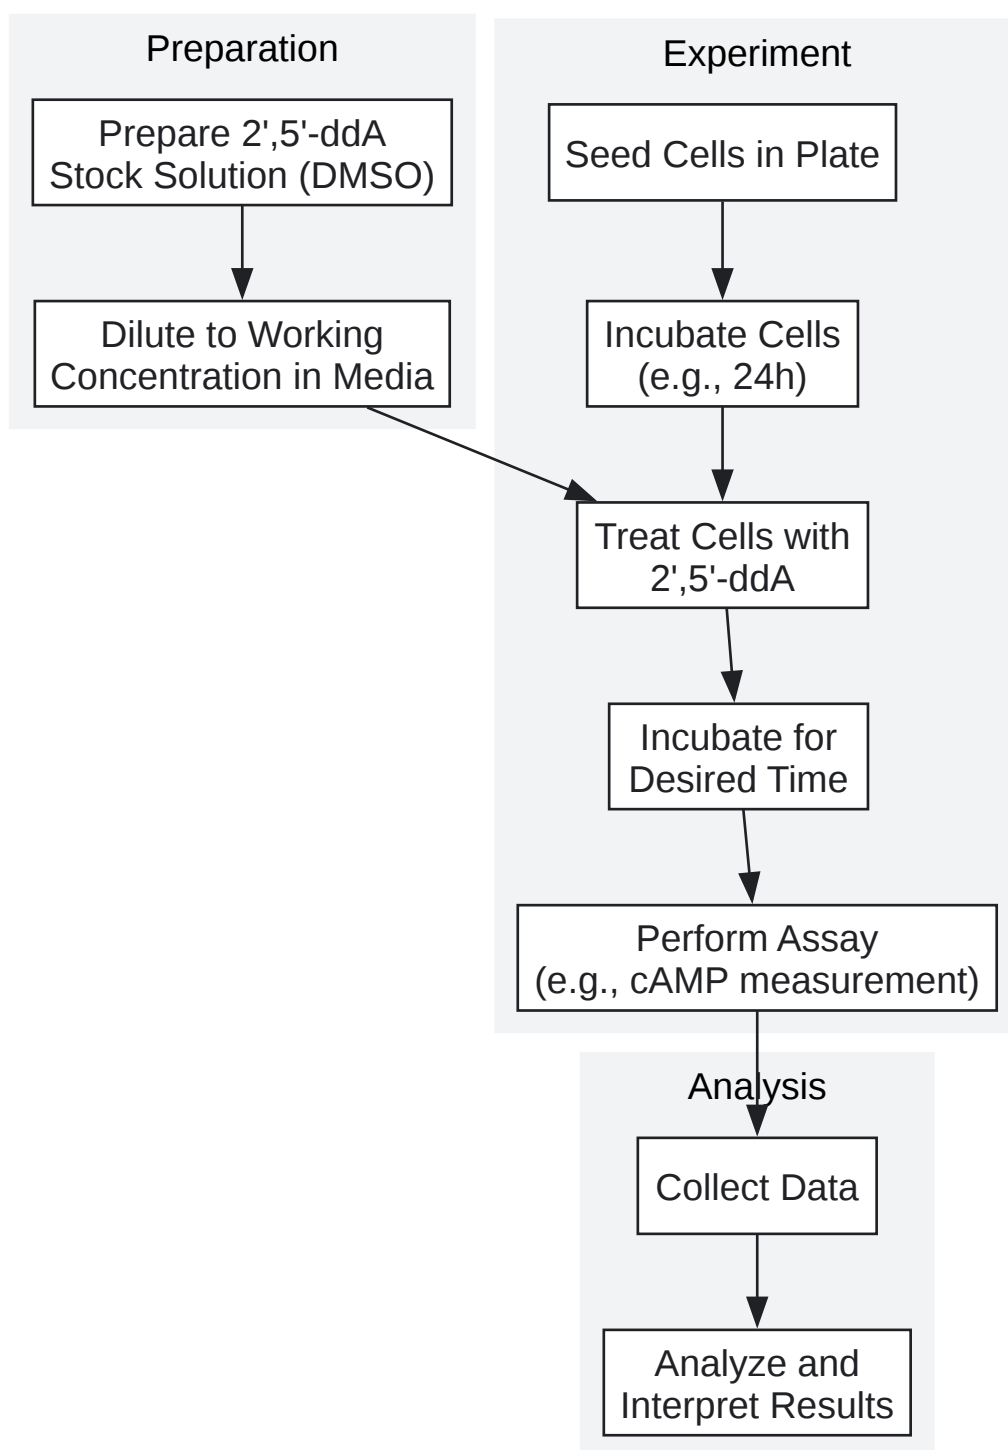 Preparation
Prepare 2',5'-ddA
Stock Solution (DMSO)
Dilute to Working
Concentration in Media
Experiment
Seed Cells in Plate
Incubate Cells
(e.g., 24h)
Treat Cells with
2',5'-ddA
Incubate for
Desired Time
Perform Assay
(e.g., cAMP measurement)
Analysis
Collect Data
Analyze and
Interpret Results